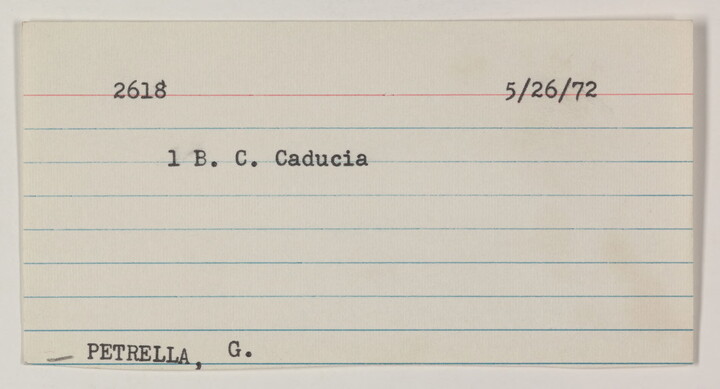 2618 5/26/72
1 B. C. Caducia
PETRELLA, G.